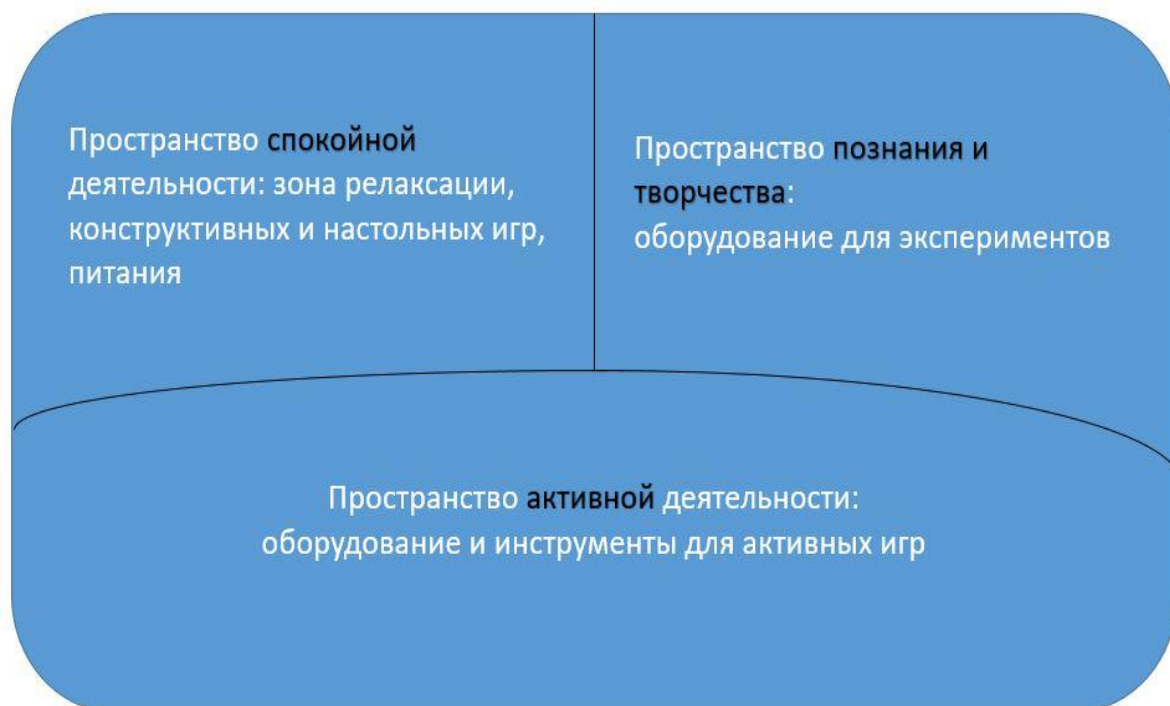 Пространство спокойной
деятельности: зона релаксации,
конструктивных и настольных игр,
питания
Пространство познания и
творчества:
оборудование для экспериментов
Пространство активной деятельности:
оборудование и инструменты для активных игр